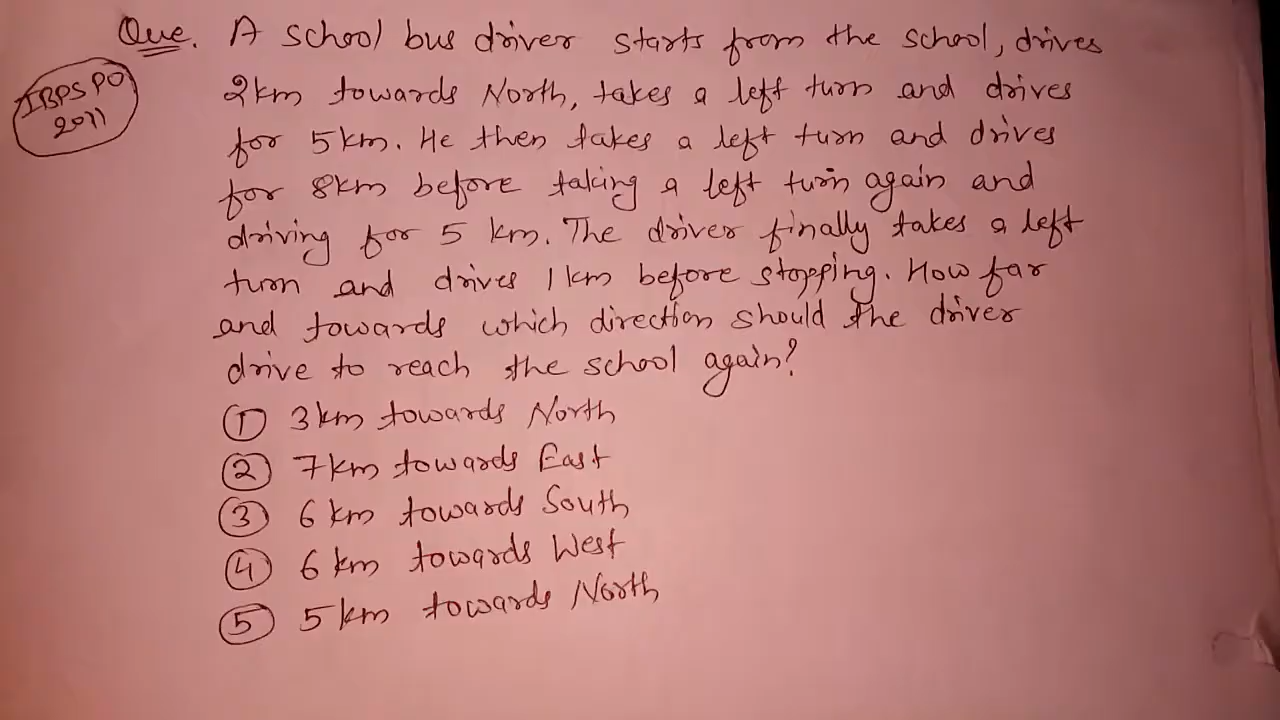 Que. A school bus driver starts from the school, drives
IBPS PO
2011
2km towards North, takes a left turn and drives
for 5km. He then takes a left turn and drives
for 8km before taking a left turn again and
driving for 5 km. The driver finally takes a left
turn and drives 1km before stopping. How far
and towards which direction should the driver
drive to reach the school again?
① 3km towards North
② 7km towards East
③ 6km towards South
④ 6km towards West
⑤ 5km towards North